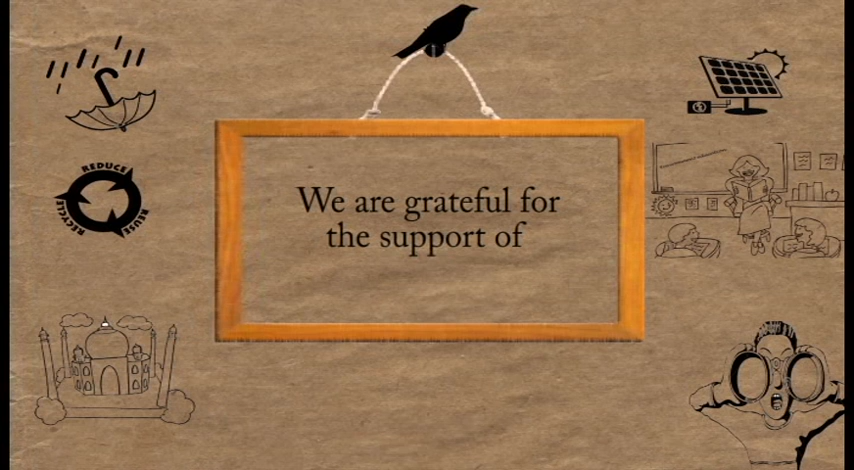 We are grateful for
the support of
REDUCE
REUSE
RECYCLE